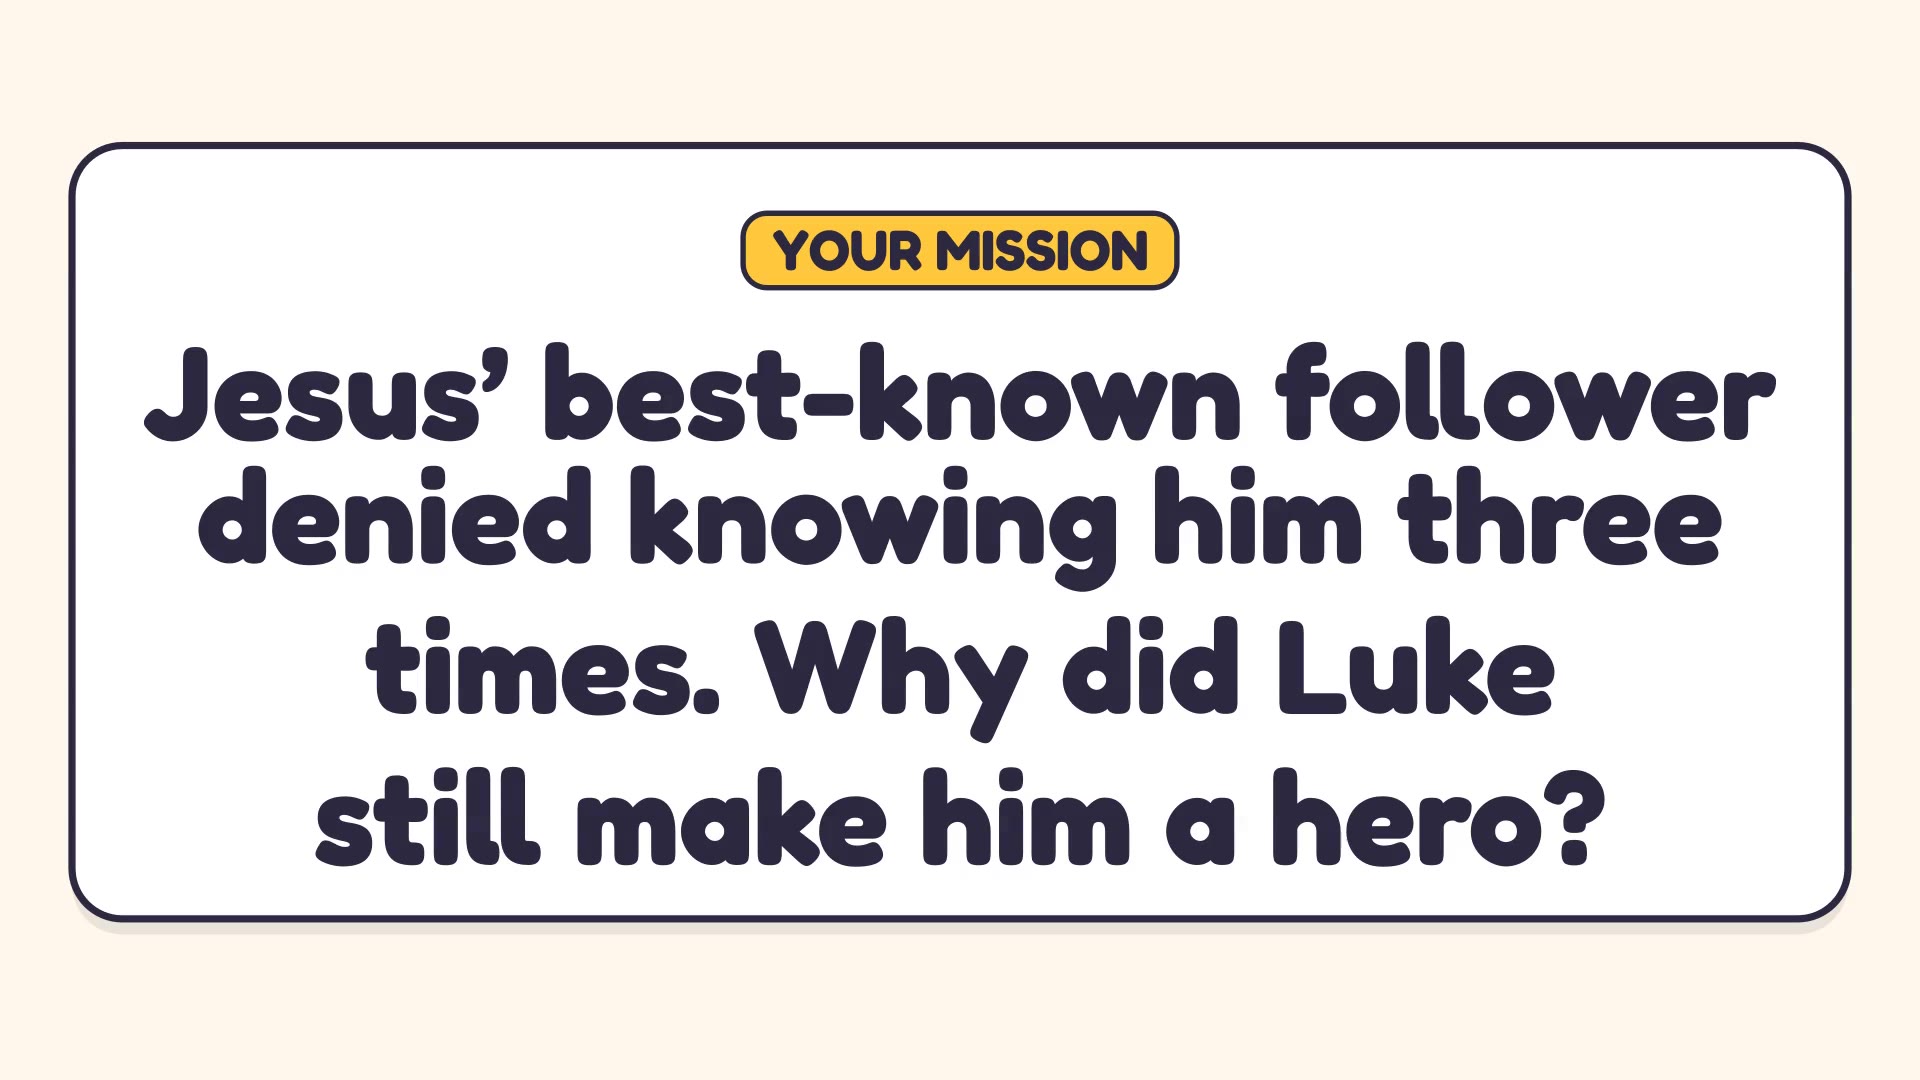 YOUR MISSION
Jesus’ best-known follower
denied knowing him three
times. Why did Luke
still make him a hero?